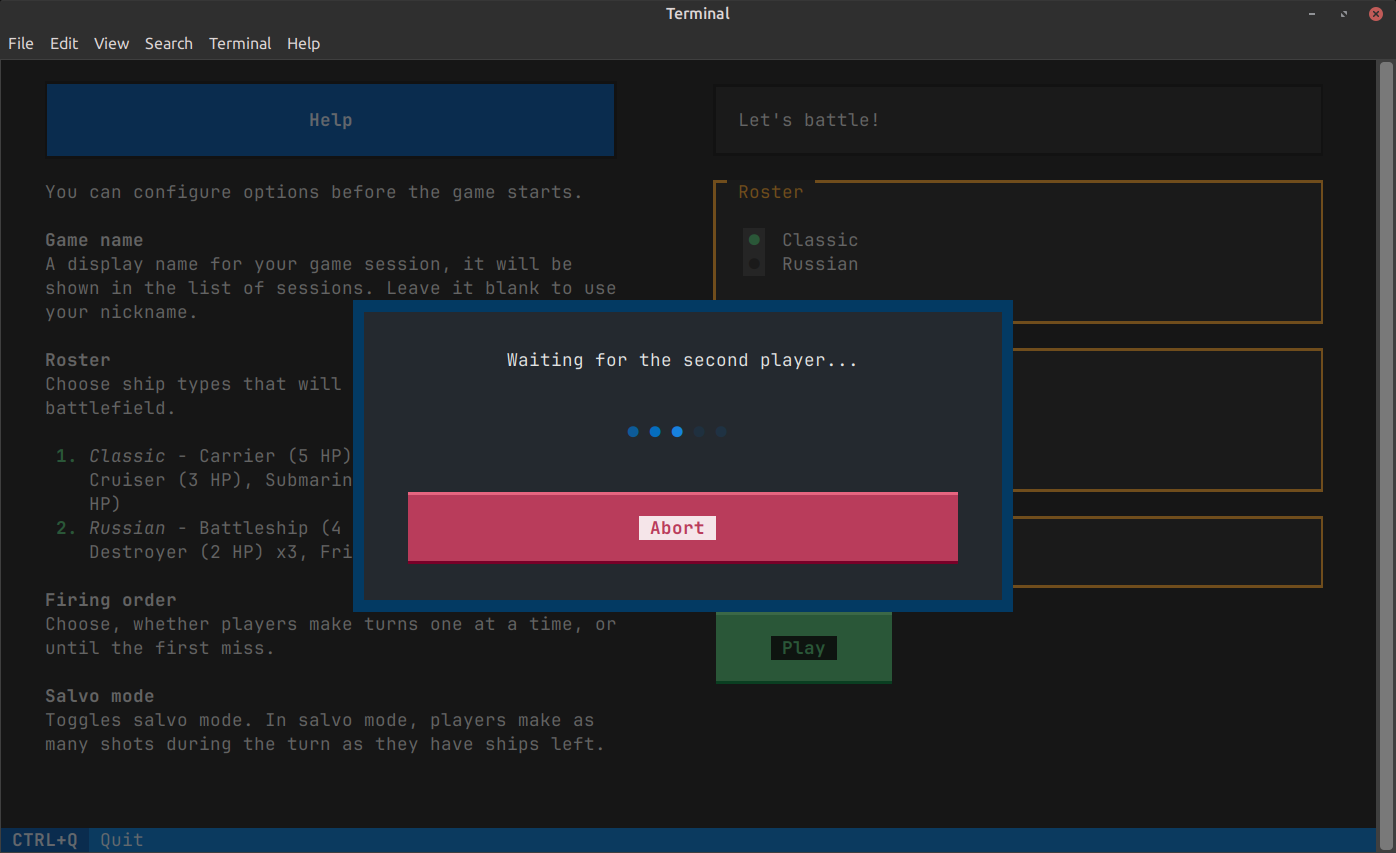 Terminal
File Edit View Search Terminal Help
Help
You can configure options before the game starts.
Game name
A display name for your game session, it will be
shown in the list of sessions. Leave it blank to use
your nickname.
Roster
Choose ship types that will
battlefield.
1. Classic - Carrier (5 HP)
Cruiser (3 HP), Submarin
HP)
2. Russian - Battleship (4
Destroyer (2 HP) x3, Fri
Firing order
Choose, whether players make turns one at a time, or
until the first miss.
Salvo mode
Toggles salvo mode. In salvo mode, players make as
many shots during the turn as they have ships left.
Let's battle!
Roster
Classic
Russian
Waiting for the second player...
Abort
Play
CTRL+Q Quit